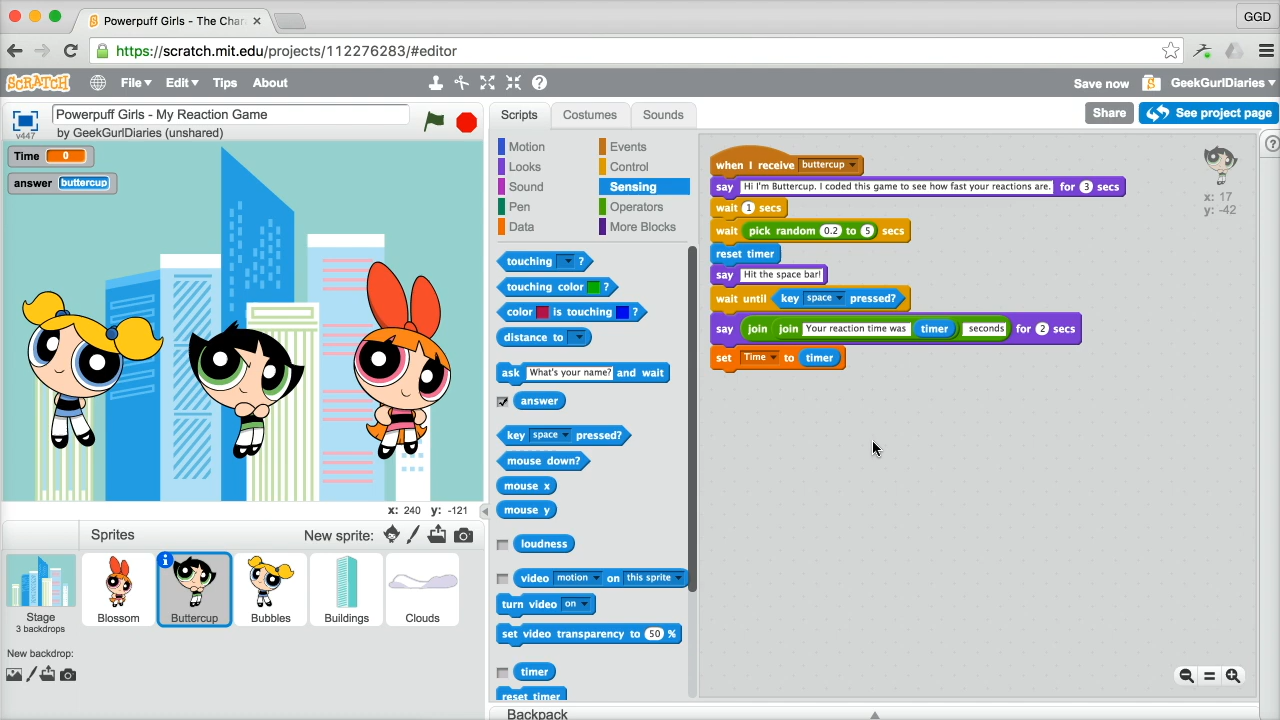 Powerpuff Girls - The Char
GGD
https://scratch.mit.edu/projects/112276283/#editor
SCRATCH File Edit Tips About Save now GeekGurlDiaries
v447
Powerpuff Girls - My Reaction Game
by GeekGurlDiaries (unshared)
Scripts Costumes Sounds
Share See project page
Time 0
answer buttercup
Motion Events
Looks Control
Sound Sensing
Pen Operators
Data More Blocks
touching ?
touching color ?
color is touching ?
distance to
ask What's your name? and wait
answer
key space pressed?
mouse down?
mouse x
mouse y
loudness
video motion on this sprite
turn video on
set video transparency to 50 %
timer
reset timer
when I receive buttercup
say Hi I'm Buttercup. I coded this game to see how fast your reactions are. for 3 secs
wait 1 secs
wait pick random 0.2 to 5 secs
reset timer
say Hit the space bar!
wait until key space pressed?
say join join Your reaction time was timer seconds for 2 secs
set Time to timer
x: 17
y: -42
?
x: 240 y: -121
Sprites New sprite:
Stage
3 backdrops
Blossom Buttercup Bubbles Buildings Clouds
New backdrop:
Backpack